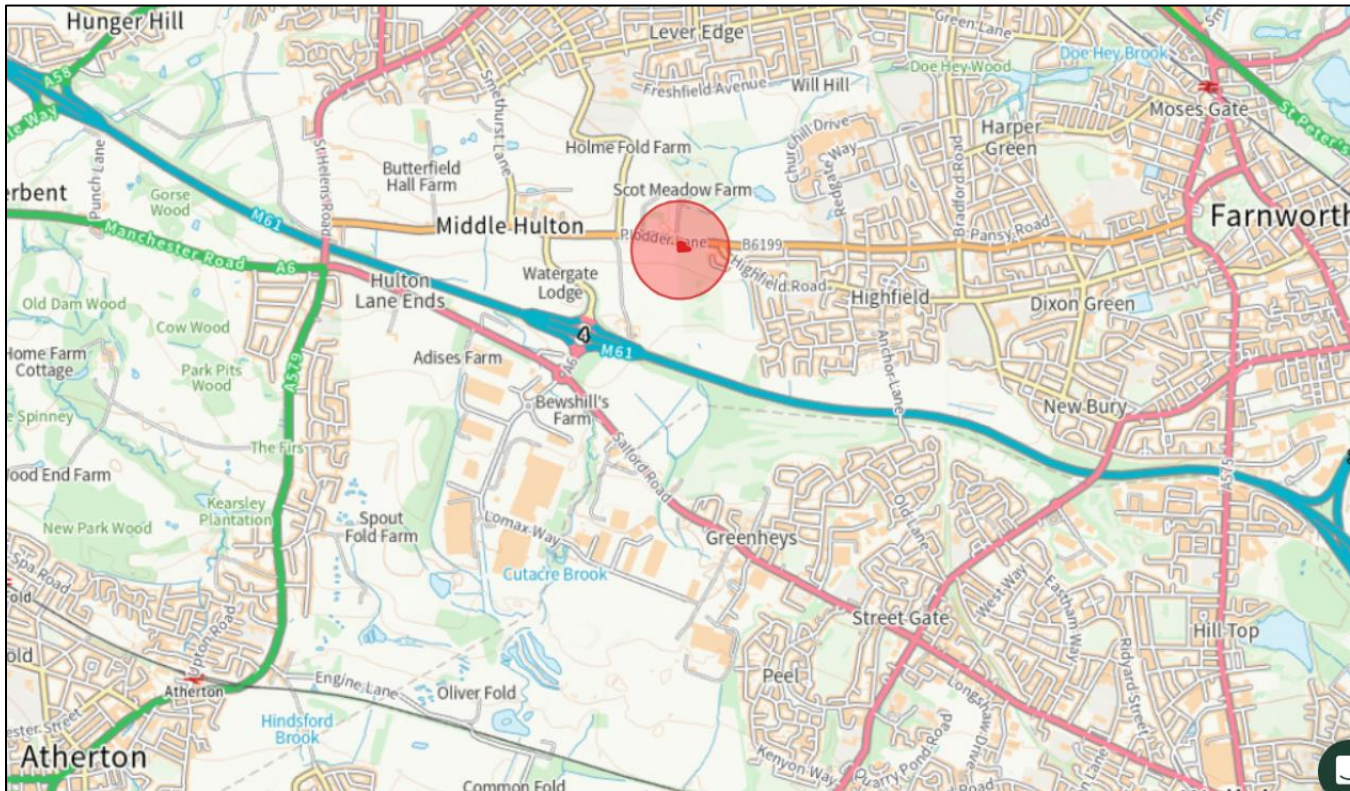 Hunger Hill
A58
Lever Edge
Green Lane
Doe Hey Brook
Doe Hey Wood
Will Hill
Freshfield Avenue
Moses Gate
St Peter's
Smethurst Lane
Churchill Drive
Harper
Green
Punch Lane
St Helens Road
Butterfield
Hall Farm
Holme Fold Farm
Redgate Way
Bradford Road
Scot Meadow Farm
Gorse
Wood
M61
Middle Hulton
Plodder Lane
B6199
Pansy Road
Farnworth
Manchester Road
A6
Highfield Road
Hulton
Lane Ends
Watergate
Lodge
Highfield
Dixon Green
Old Dam Wood
Cow Wood
4
M61
Home Farm
Cottage
Park Pits
Wood
A579
Adises Farm
A6
Anchor Lane
Bewshill's
Farm
New Bury
The Firs
Salford Road
A575
Kearsley
Plantation
New Park Wood
Spout
Fold Farm
Lomax Way
Greenheys
Old Lane
Cutacre Brook
Spa Road
West Way
Eastham Way
Street Gate
Hill Top
Upton Road
Ridyard Street
Peel
Atherton
Engine Lane
Oliver Fold
Longshaw Drive
Hindsford
Brook
Quarry Pond Road
Kenyon Way
Atherton
Common Fold